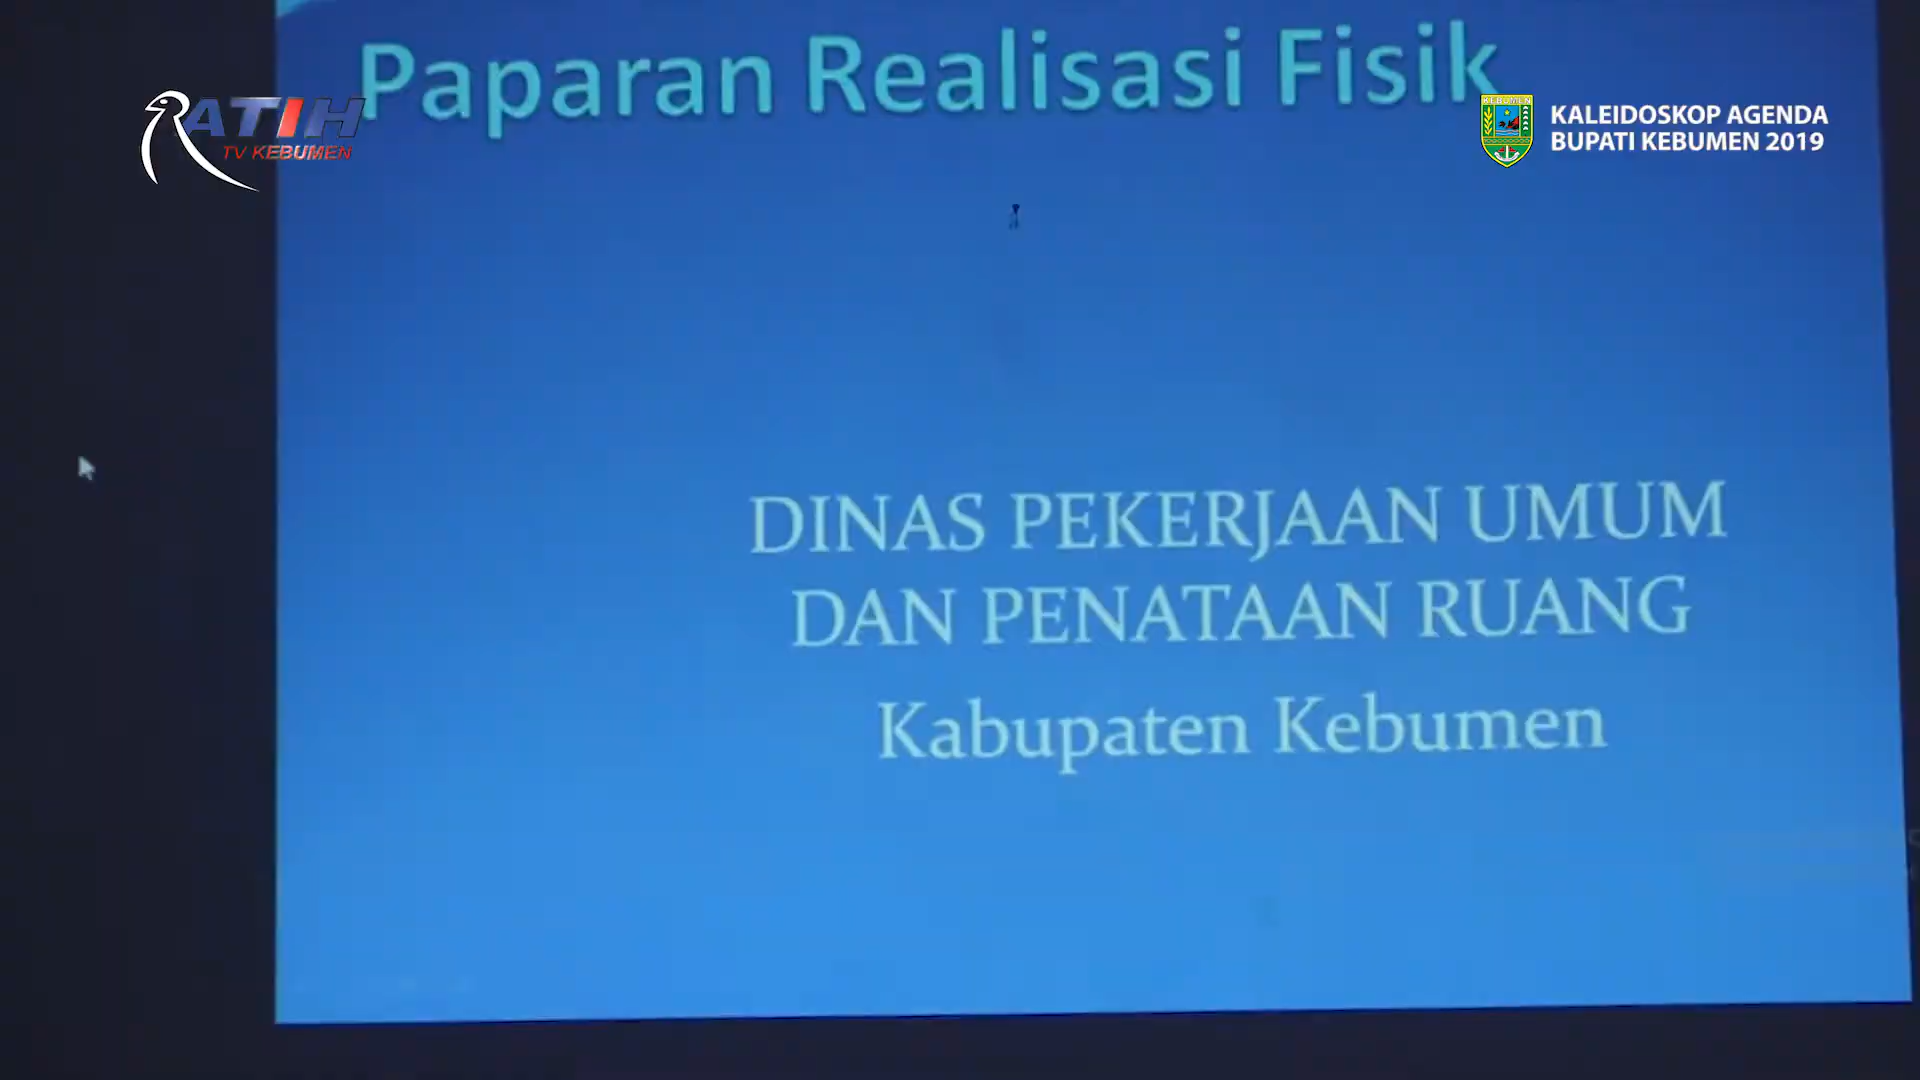 Paparan Realisasi Fisik
RATIH
TV KEBUMEN
KEBUMEN
KALEIDOSKOP AGENDA
BUPATI KEBUMEN 2019
DINAS PEKERJAAN UMUM
DAN PENATAAN RUANG
Kabupaten Kebumen